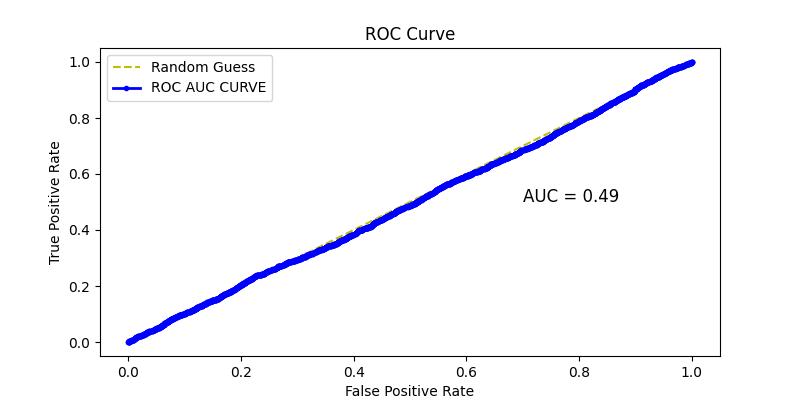 ROC Curve
Random Guess
ROC AUC CURVE
AUC = 0.49
True Positive Rate
1.0
0.8
0.6
0.4
0.2
0.0
0.0 0.2 0.4 0.6 0.8 1.0
False Positive Rate